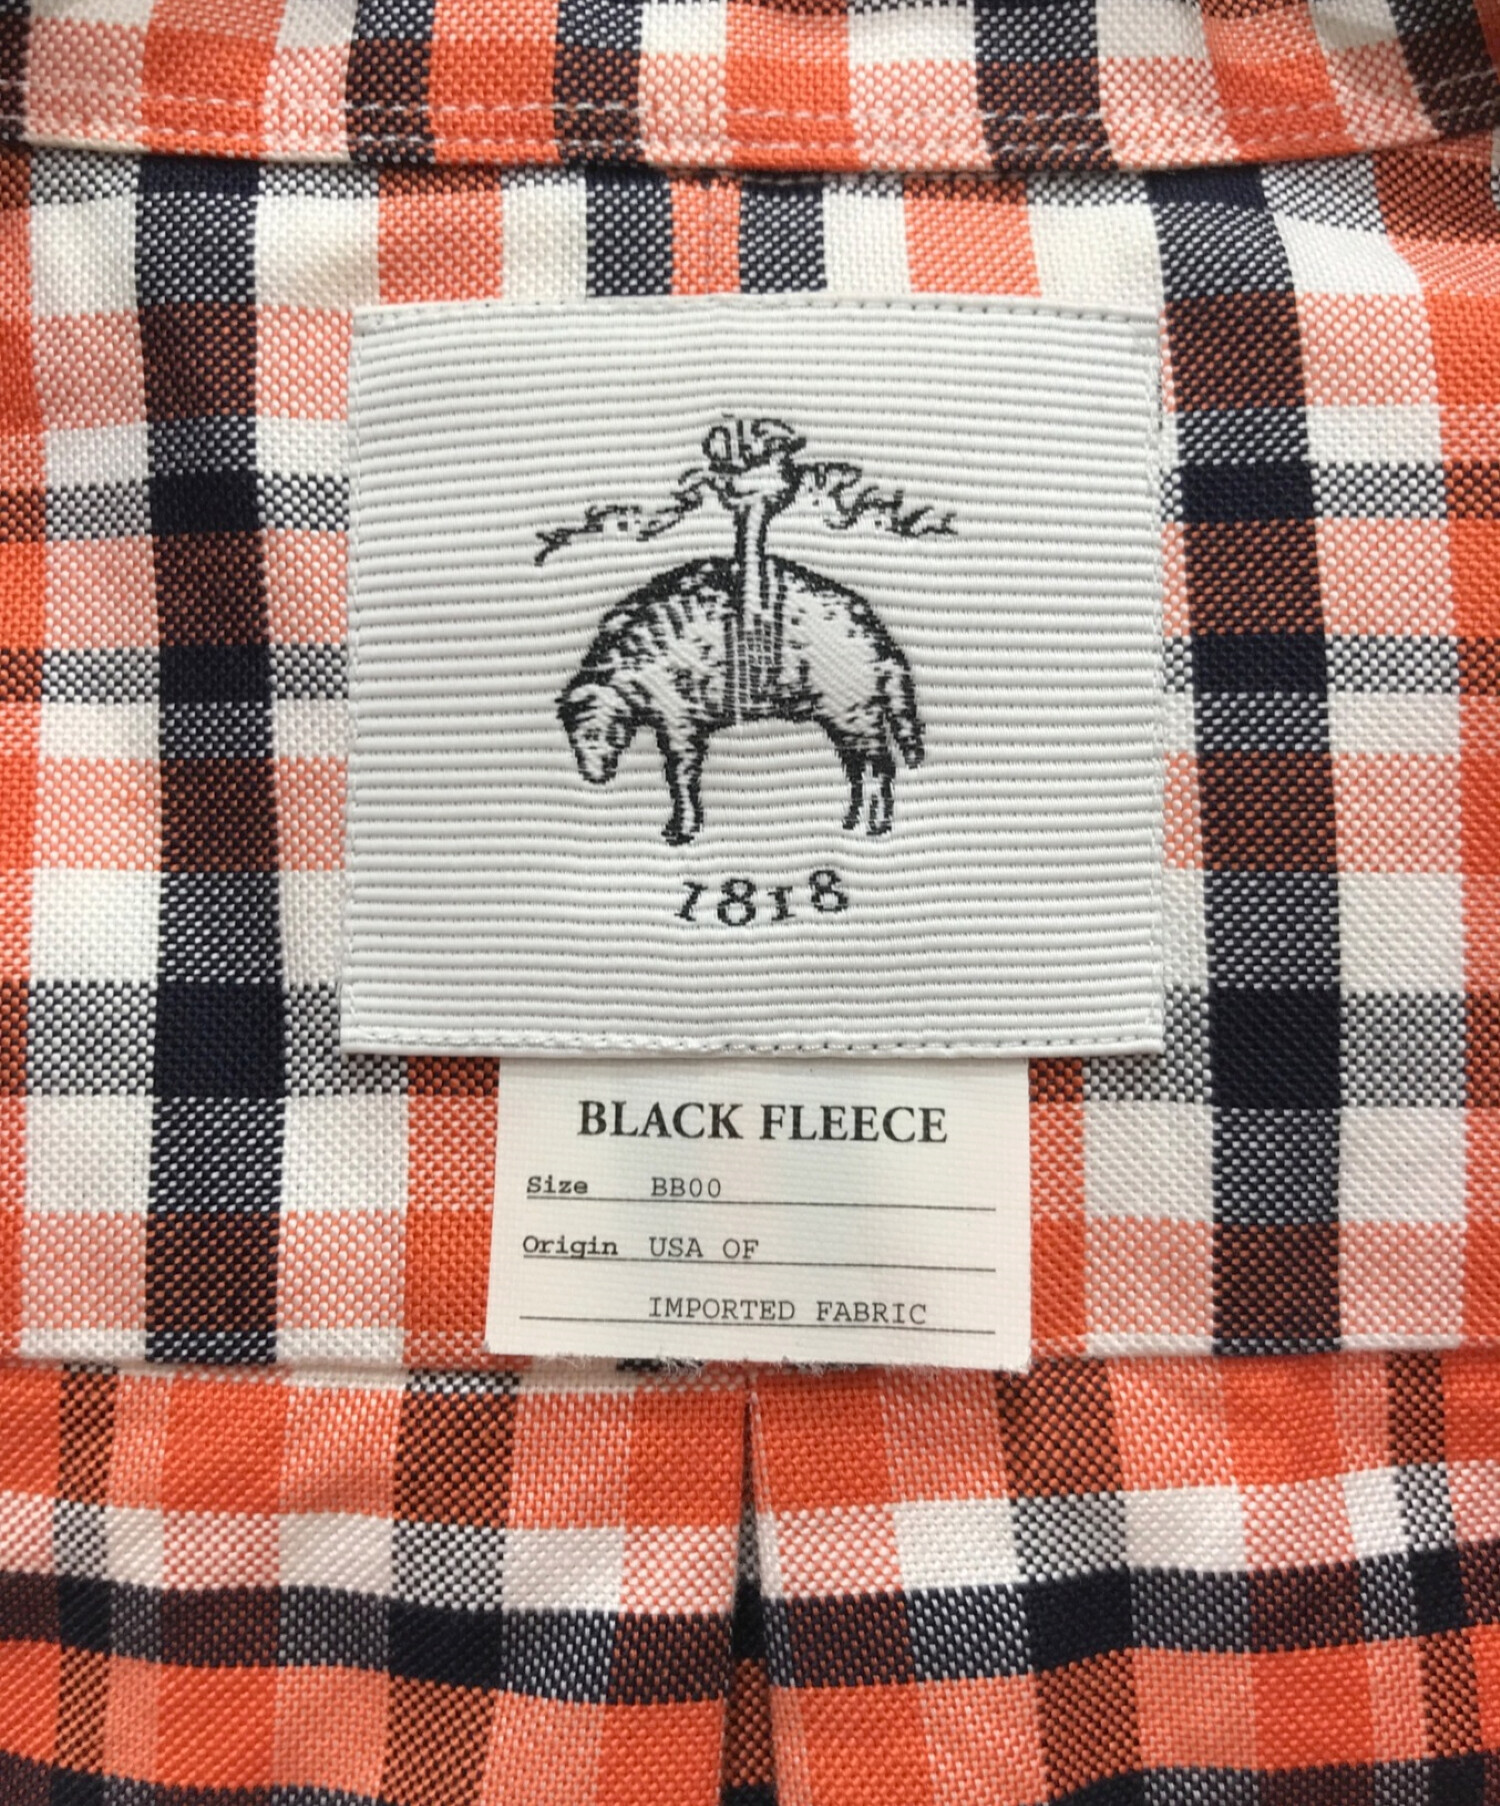 1818
BLACK FLEECE
Size BB00
Origin USA OF
IMPORTED FABRIC